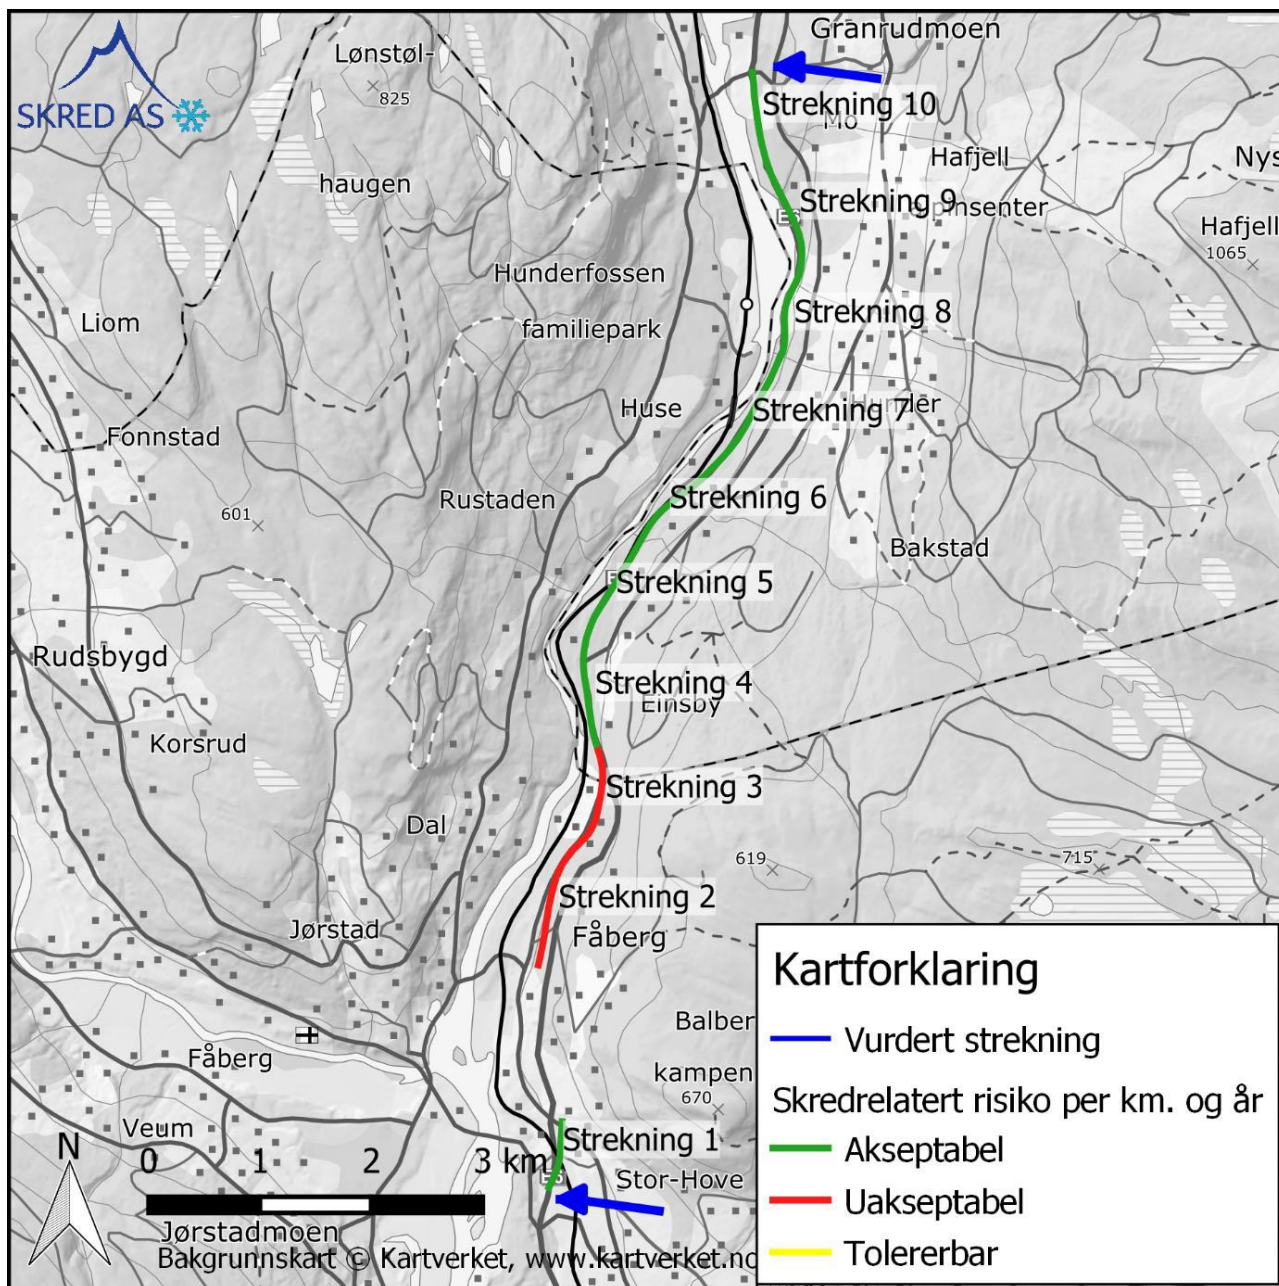 Granrudmoen
Lønstøl-
825
SKRED AS
Strekning 10
Mo
Hafjell
haugen
Strekning 9
E6
Hafjell
1065
Hunderfossen
Liom
familiepark
Strekning 8
Huse
Strekning 7
Fonnstad
Rustaden
Strekning 6
601
Bakstad
Strekning 5
Rudsbygd
Strekning 4
Einsby
Korsrud
Strekning 3
Dal
619
715
Strekning 2
Jørstad
Fåberg
Kartforklaring
Balber
Vurdert strekning
Fåberg
kampen
Skredrelatert risiko per km. og år
670
Veum
N
Strekning 1
Akseptabel
0 1 2 3 km
E6
Stor-Hove
Uakseptabel
Jørstadmoen
Tolererbar
Bakgrunnskart © Kartverket, www.kartverket.no